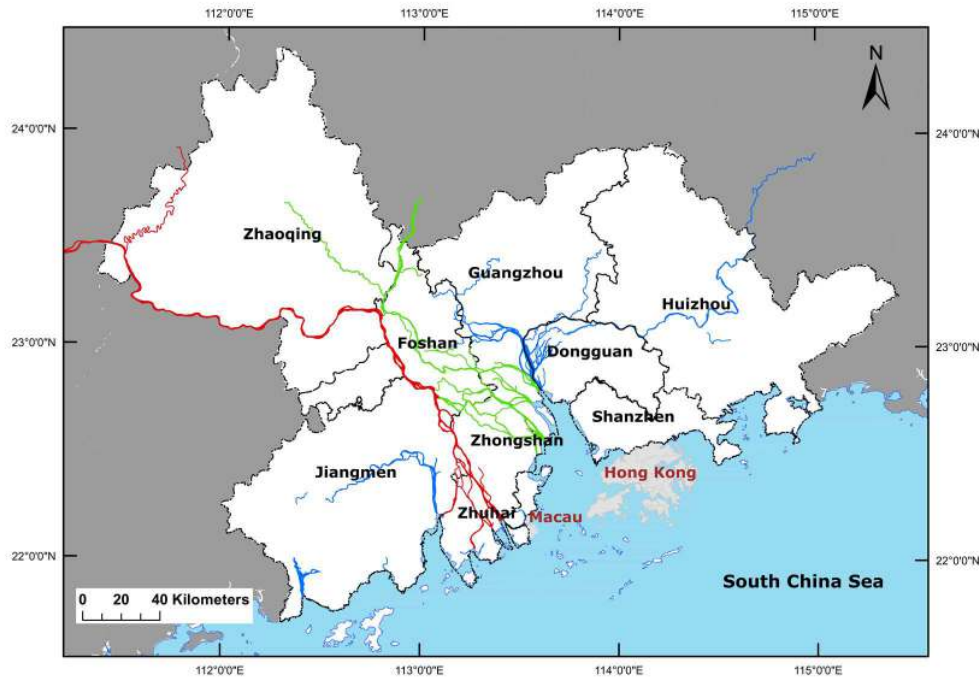 112°0'0"E 113°0'0"E 114°0'0"E 115°0'0"E
N
24°0'0"N 24°0'0"N
Zhaoqing
Guangzhou
Huizhou
23°0'0"N 23°0'0"N
Foshan
Dongguan
Shanzhen
Zhongshan
Jiangmen
Hong Kong
Zhuhai
Macau
22°0'0"N 22°0'0"N
South China Sea
0 20 40 Kilometers
112°0'0"E 113°0'0"E 114°0'0"E 115°0'0"E